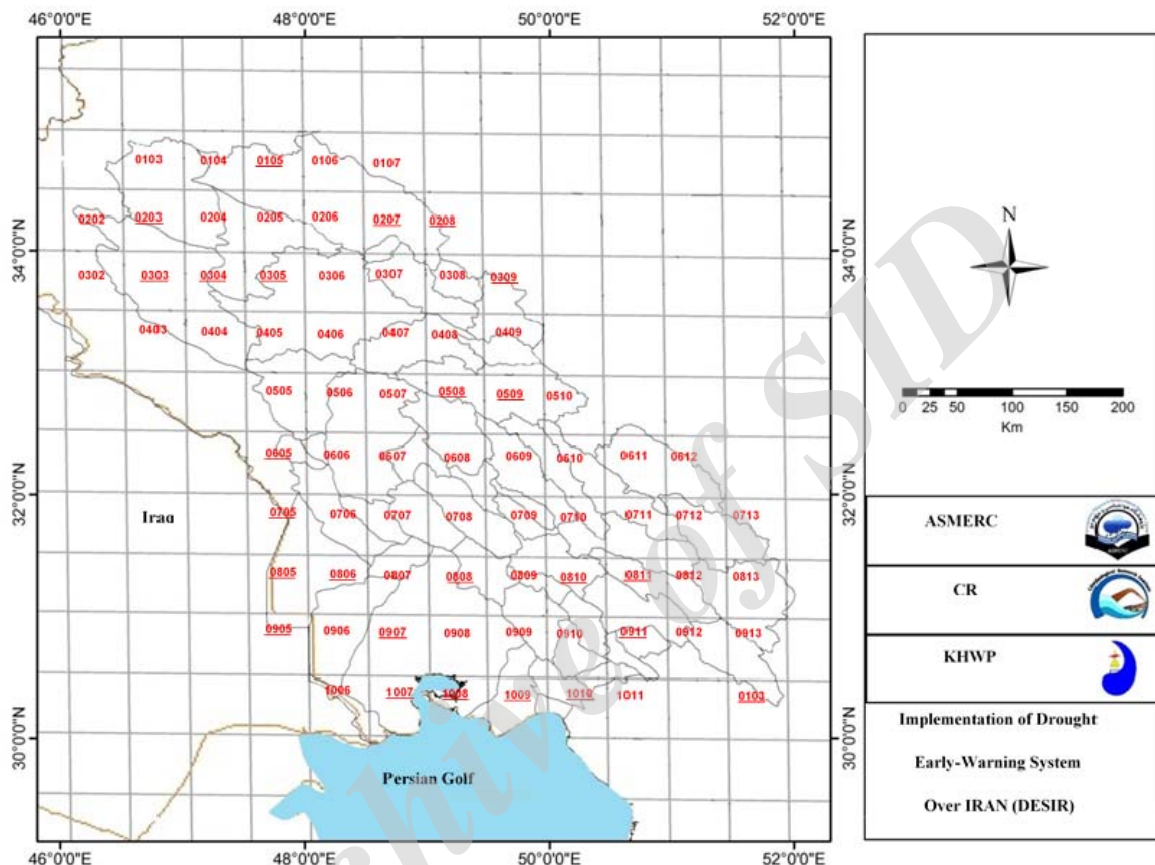 46°0'0"E 48°0'0"E 50°0'0"E 52°0'0"E
0103 0104 0105 0106 0107
0202 0203 0204 0205 0206 0207 0208
34°0'0"N 34°0'0"N
0302 0303 0304 0305 0306 0307 0308 0309
0403 0404 0405 0406 0407 0408 0409
0505 0506 0507 0508 0509 0510
0605 0606 0607 0608 0609 0610 0611 0612
32°0'0"N 32°0'0"N
Iraq
0705 0706 0707 0708 0709 0710 0711 0712 0713
0805 0806 0807 0808 0809 0810 0811 0812 0813
0905 0906 0907 0908 0909 0910 0911 0912 0913
1006 1007 1008 1009 1010 1011 0103
30°0'0"N 30°0'0"N
Persian Golf
46°0'0"E 48°0'0"E 50°0'0"E 52°0'0"E
N
0 25 50 100 150 200
Km
ASMERC
CR
KHWP
Implementation of Drought
Early-Warning System
Over IRAN (DESIR)
hive of SID